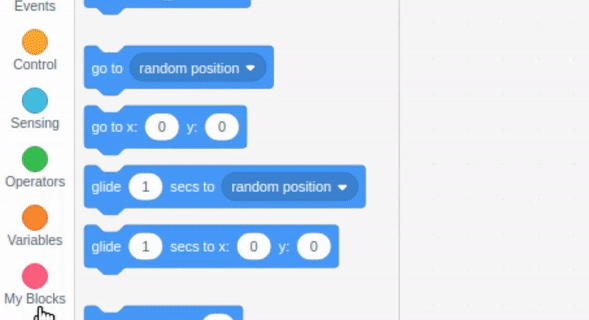 Events
Control
Sensing
Operators
Variables
My Blocks
go to random position
go to x: 0 y: 0
glide 1 secs to random position
glide 1 secs to x: 0 y: 0